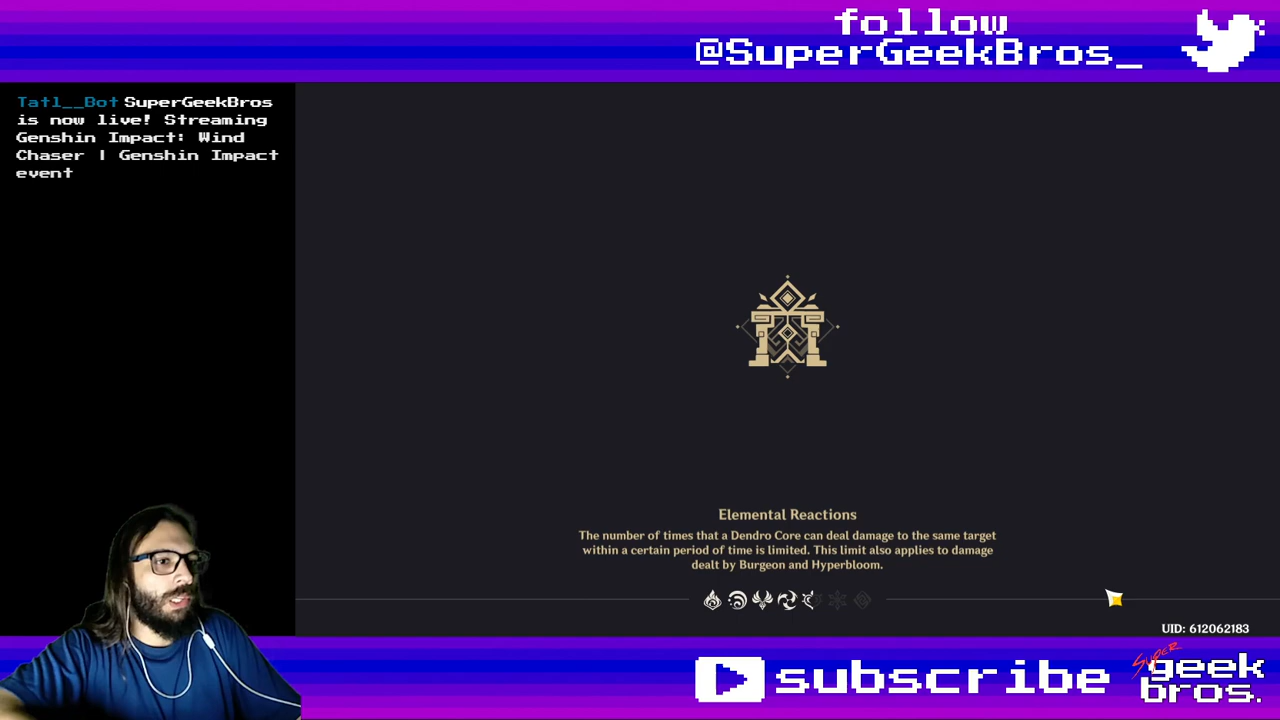 follow
@SuperGeekBros_
Tatl__Bot SuperGeekBros
is now live! Streaming
Genshin Impact: Wind
Chaser | Genshin Impact
event
Elemental Reactions
The number of times that a Dendro Core can deal damage to the same target
within a certain period of time is limited. This limit also applies to damage
dealt by Burgeon and Hyperbloom.
UID: 612062183
subscribe
SUPER
geek
bros.